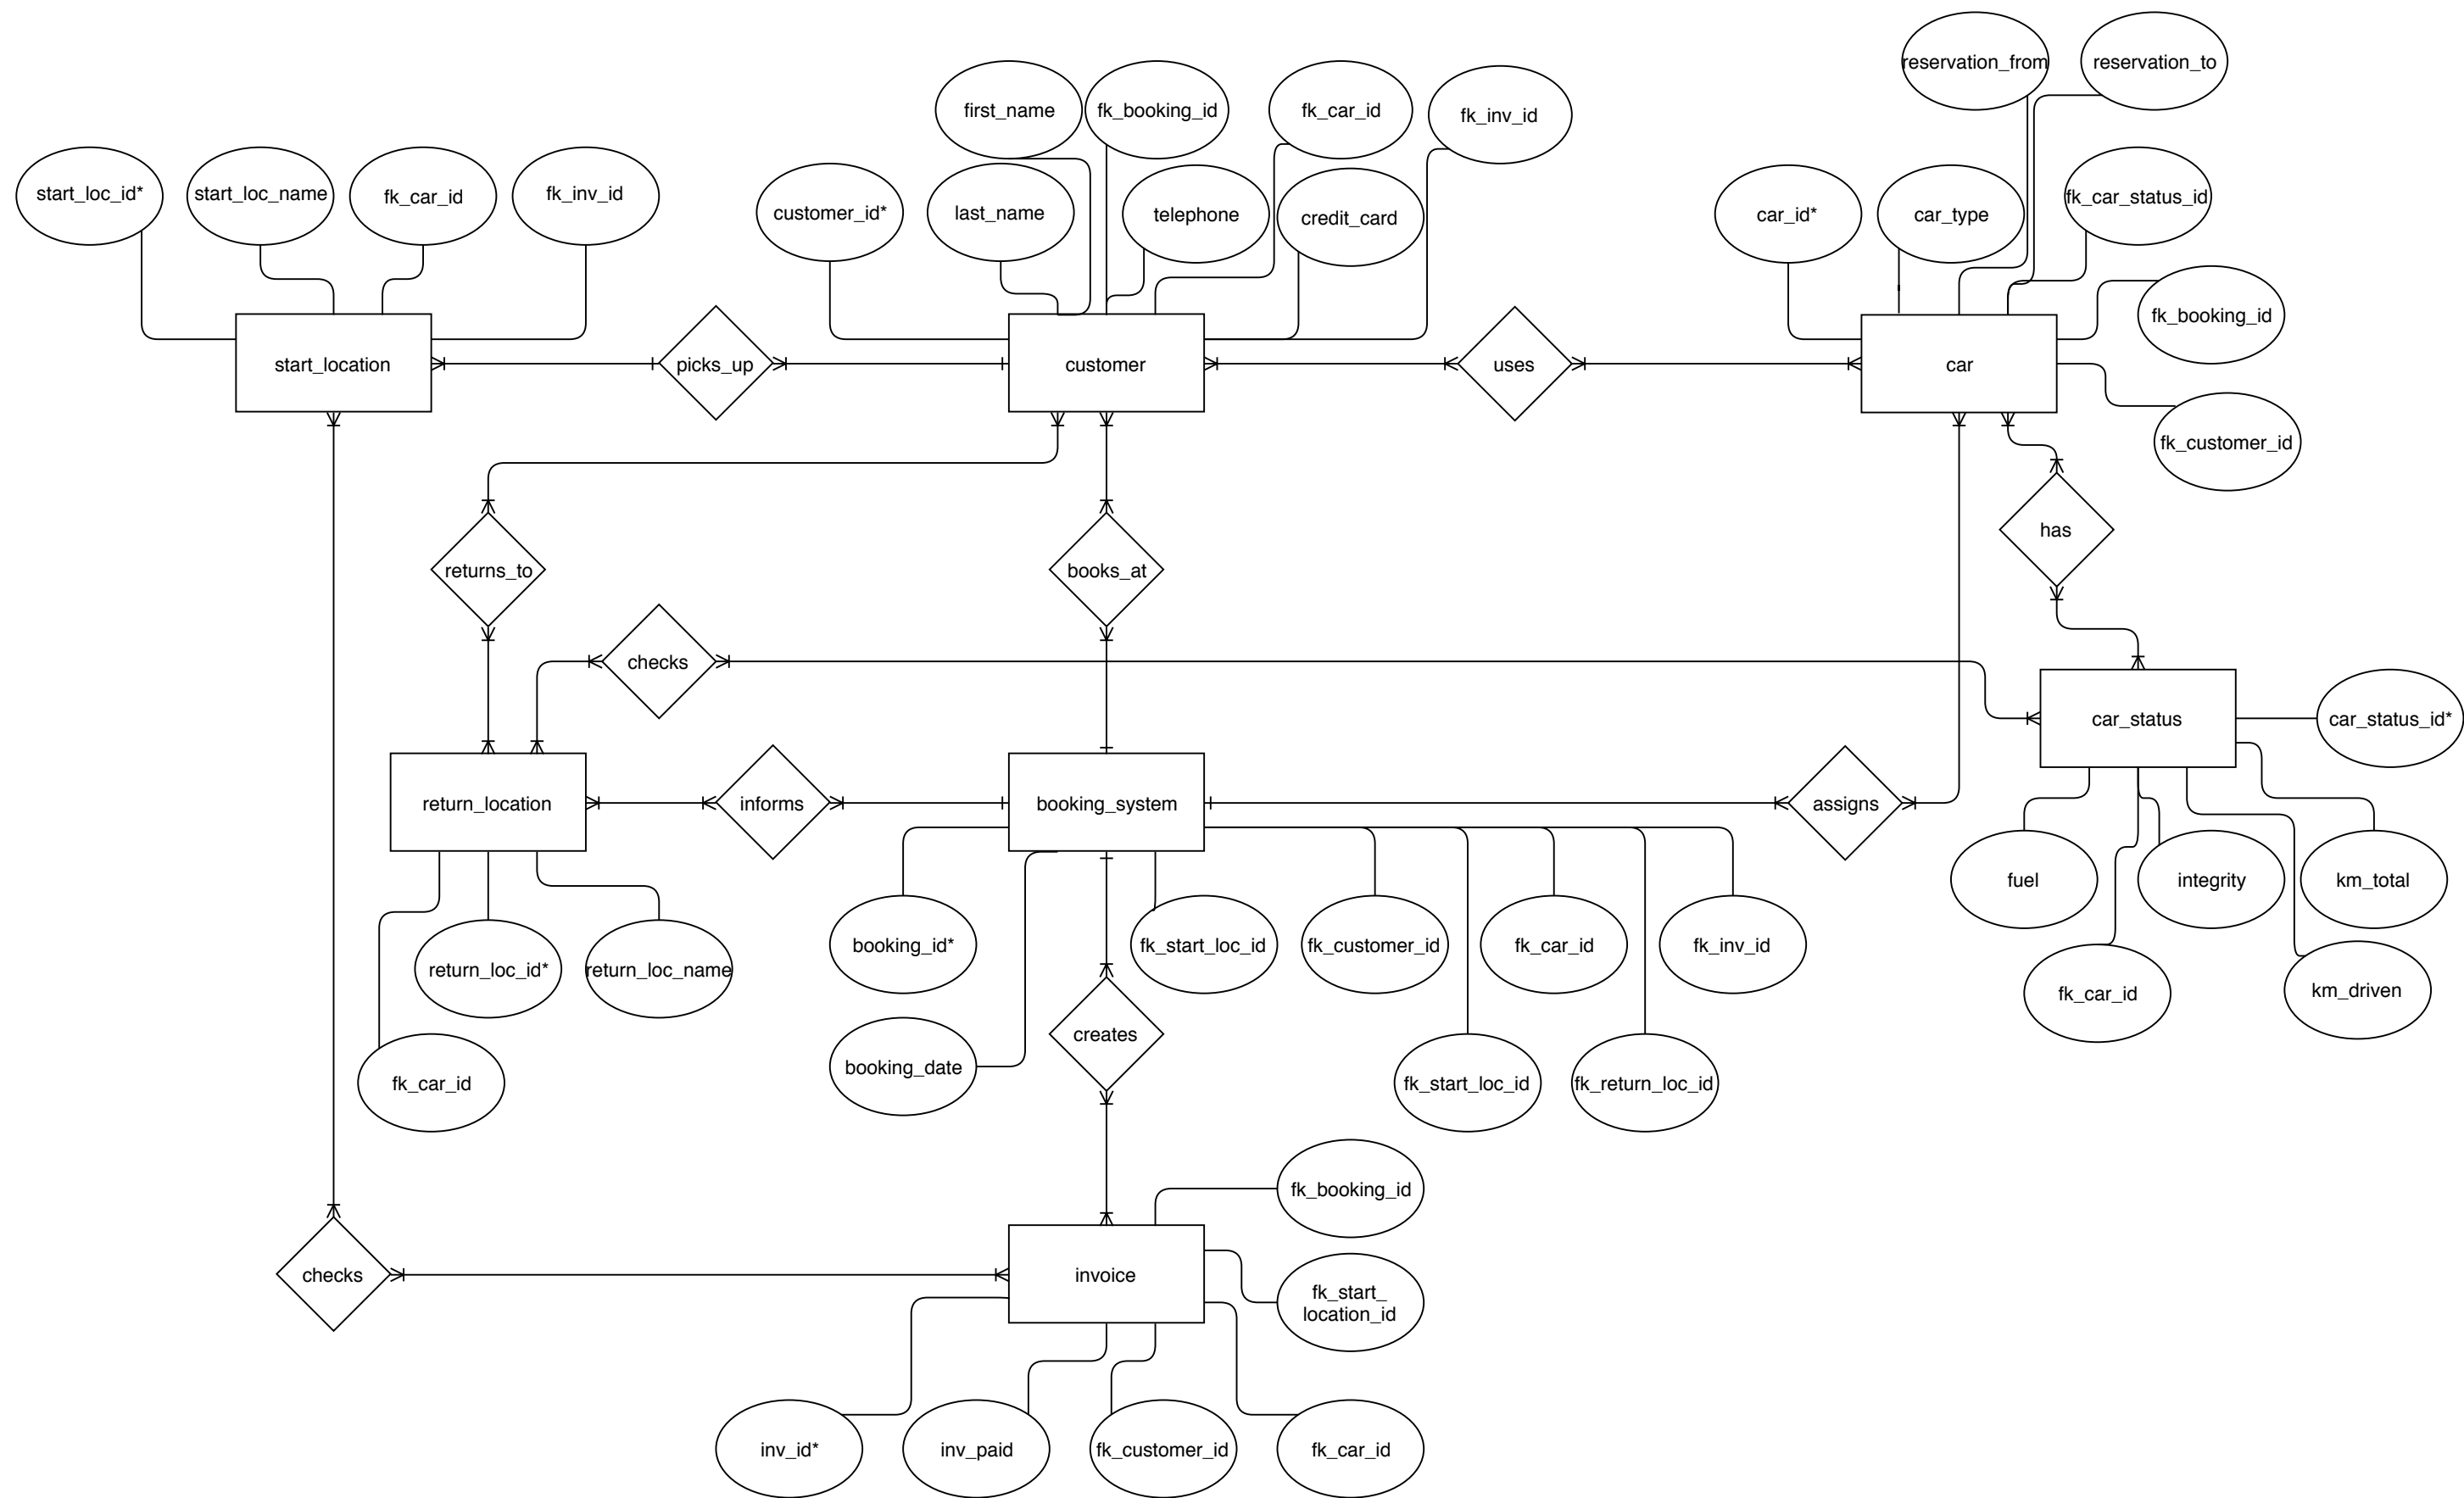 reservation_from
reservation_to
first_name
fk_booking_id
fk_car_id
fk_inv_id
start_loc_id*
start_loc_name
fk_car_id
fk_inv_id
customer_id*
last_name
telephone
credit_card
car_id*
car_type
fk_car_status_id
fk_booking_id
start_location
picks_up
customer
uses
car
fk_customer_id
has
returns_to
books_at
checks
car_status
car_status_id*
return_location
informs
booking_system
assigns
fuel
integrity
km_total
booking_id*
fk_start_loc_id
fk_customer_id
fk_car_id
fk_inv_id
return_loc_id*
return_loc_name
fk_car_id
km_driven
creates
booking_date
fk_car_id
fk_start_loc_id
fk_return_loc_id
fk_booking_id
checks
invoice
fk_start_
location_id
inv_id*
inv_paid
fk_customer_id
fk_car_id